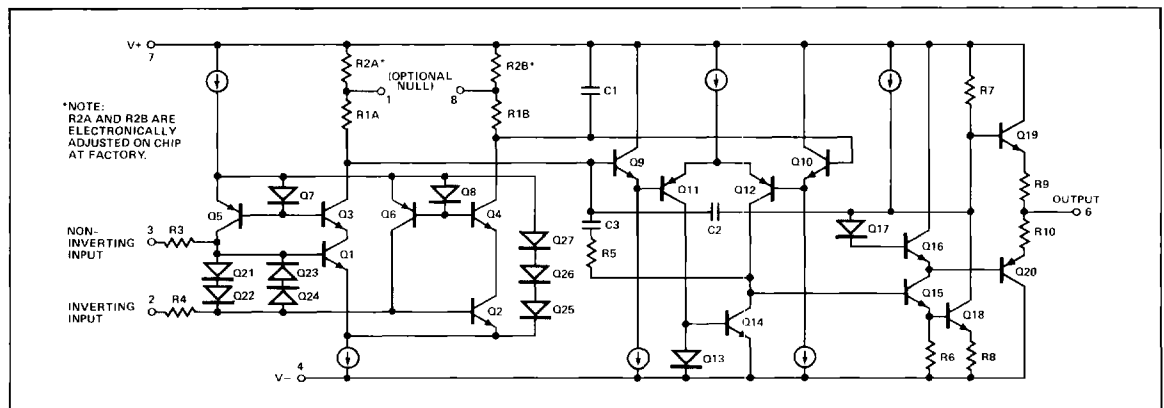 V+
7
R2A*
(OPTIONAL
NULL)
1
8
R2B*
R1A
R1B
C1
R7
*NOTE:
R2A AND R2B ARE
ELECTRONICALLY
ADJUSTED ON CHIP
AT FACTORY.
Q9
Q10
Q19
Q7
Q8
Q11
Q12
R9
OUTPUT
6
Q5
Q3
Q6
Q4
C3
C2
Q17
Q16
R10
NON-
INVERTING
INPUT
3
R3
Q27
R5
Q20
Q21
Q23
Q1
Q26
Q15
Q22
Q24
Q25
Q18
INVERTING
INPUT
2
R4
Q2
Q14
Q13
R6
R8
V-
4